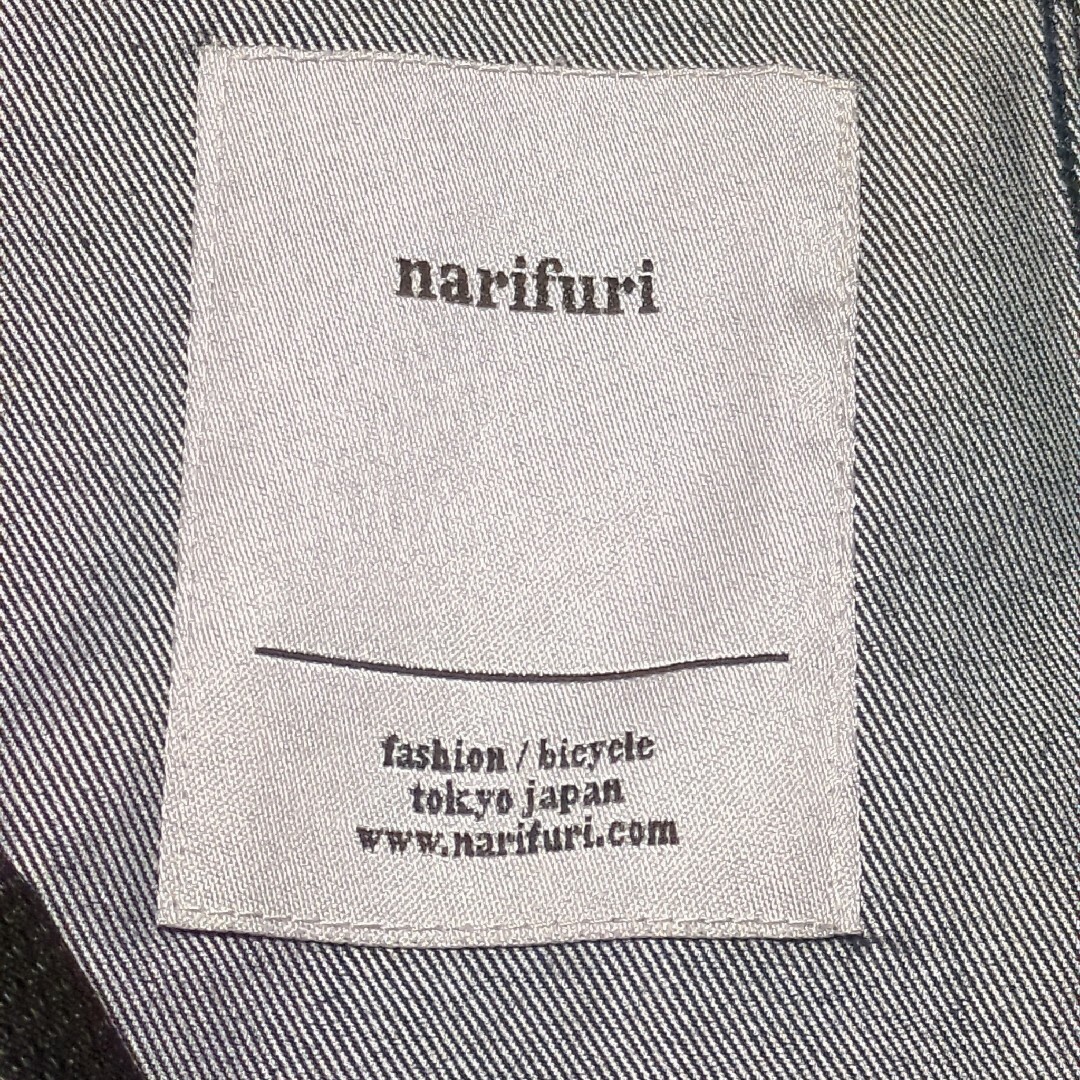 narifuri
fashion / bicycle
tokyo japan
www.narifuri.com